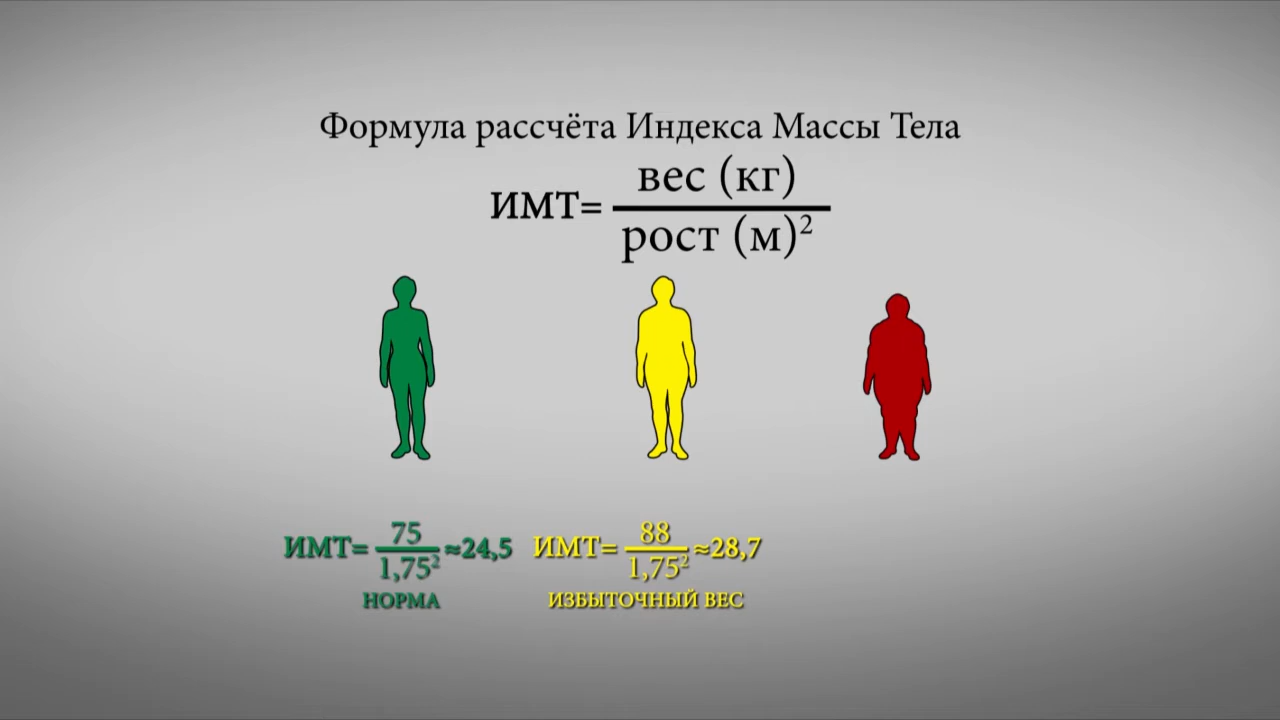 Формула рассчёта Индекса Массы Тела
ИМТ= вес (кг)
рост (м)²
ИМТ= 75 ≈24,5
1,75²
НОРМА
ИМТ= 88 ≈28,7
1,75²
ИЗБЫТОЧНЫЙ ВЕС